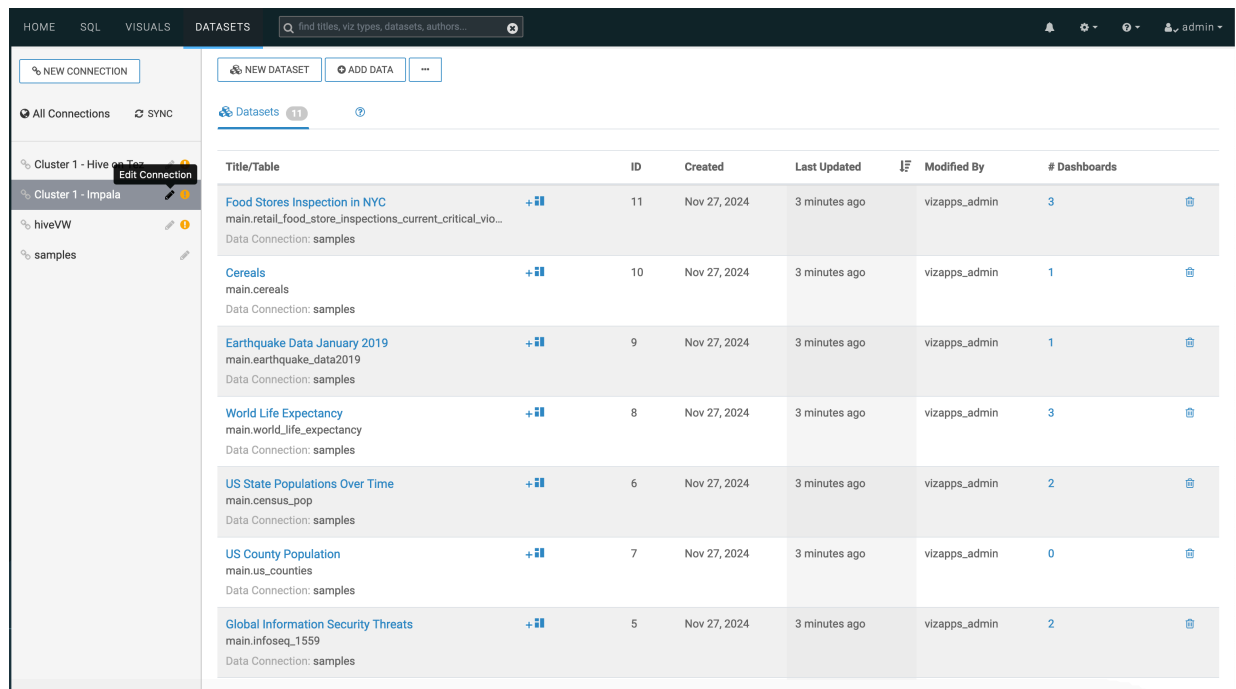 HOME SQL VISUALS DATASETS find titles, viz types, datasets, authors... admin
NEW CONNECTION
All Connections SYNC
Cluster 1 - Hive on Tez
Edit Connection
Cluster 1 - Impala
hiveVW
samples
NEW DATASET ADD DATA ...
Datasets 11
Title/Table ID Created Last Updated Modified By # Dashboards
Food Stores Inspection in NYC 11 Nov 27, 2024 3 minutes ago vizapps_admin 3
main.retail_food_store_inspections_current_critical_vio...
Data Connection: samples
Cereals 10 Nov 27, 2024 3 minutes ago vizapps_admin 1
main.cereals
Data Connection: samples
Earthquake Data January 2019 9 Nov 27, 2024 3 minutes ago vizapps_admin 1
main.earthquake_data2019
Data Connection: samples
World Life Expectancy 8 Nov 27, 2024 3 minutes ago vizapps_admin 3
main.world_life_expectancy
Data Connection: samples
US State Populations Over Time 6 Nov 27, 2024 3 minutes ago vizapps_admin 2
main.census_pop
Data Connection: samples
US County Population 7 Nov 27, 2024 3 minutes ago vizapps_admin 0
main.us_counties
Data Connection: samples
Global Information Security Threats 5 Nov 27, 2024 3 minutes ago vizapps_admin 2
main.infoseq_1559
Data Connection: samples